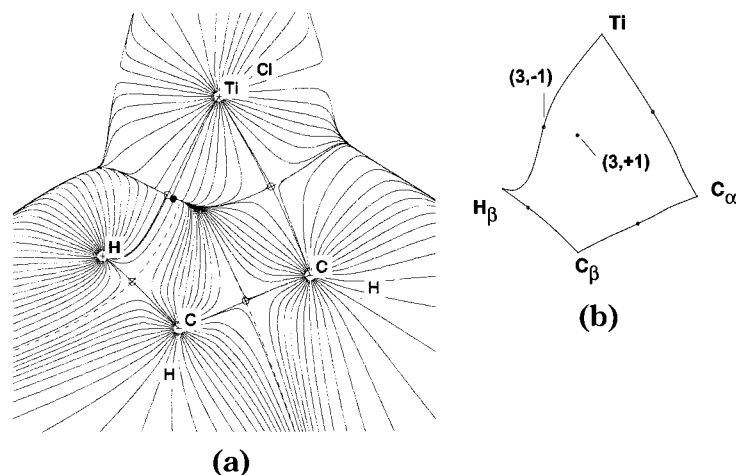 Cl
Ti
H
C
C
H
H
(a)
Ti
(3,-1)
(3,+1)
Hβ
Cα
Cβ
(b)